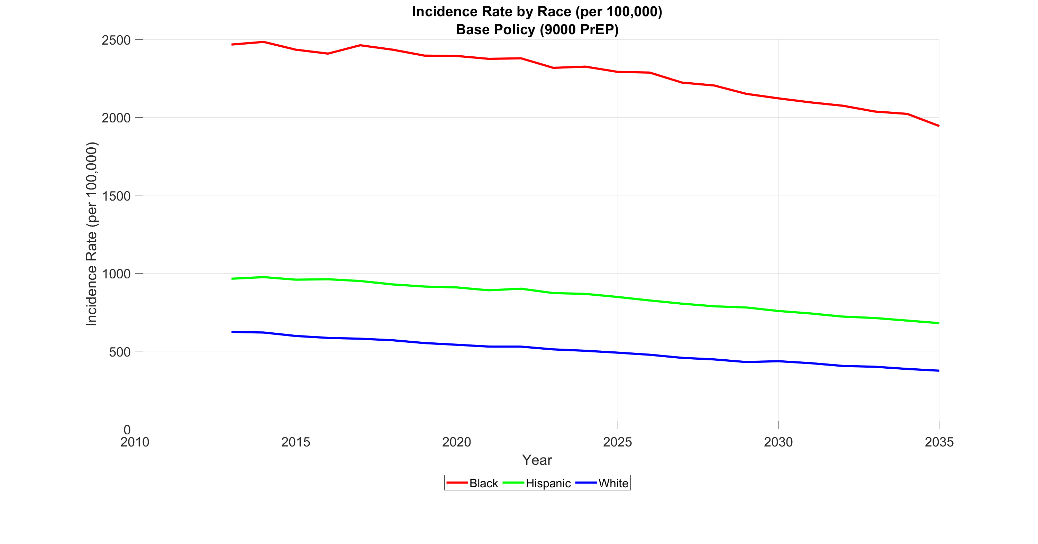 Incidence Rate by Race (per 100,000)
Base Policy (9000 PrEP)
Incidence Rate (per 100,000)
2500
2000
1500
1000
500
0
2010 2015 2020 2025 2030 2035
Year
Black Hispanic White